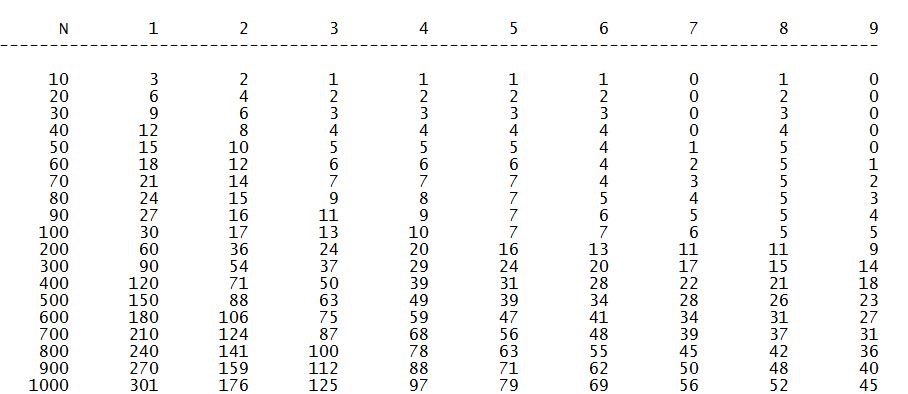 N 1 2 3 4 5 6 7 8 9
--------------------------------------------------------------------------------
10 3 2 1 1 1 1 0 1 0
20 6 4 2 2 2 2 0 2 0
30 9 6 3 3 3 3 0 3 0
40 12 8 4 4 4 4 0 4 0
50 15 10 5 5 5 4 1 5 0
60 18 12 6 6 6 4 2 5 1
70 21 14 7 7 7 4 3 5 2
80 24 15 9 8 7 5 4 5 3
90 27 16 11 9 7 6 5 5 4
100 30 17 13 10 7 7 6 5 5
200 60 36 24 20 16 13 11 11 9
300 90 54 37 29 24 20 17 15 14
400 120 71 50 39 31 28 22 21 18
500 150 88 63 49 39 34 28 26 23
600 180 106 75 59 47 41 34 31 27
700 210 124 87 68 56 48 39 37 31
800 240 141 100 78 63 55 45 42 36
900 270 159 112 88 71 62 50 48 40
1000 301 176 125 97 79 69 56 52 45